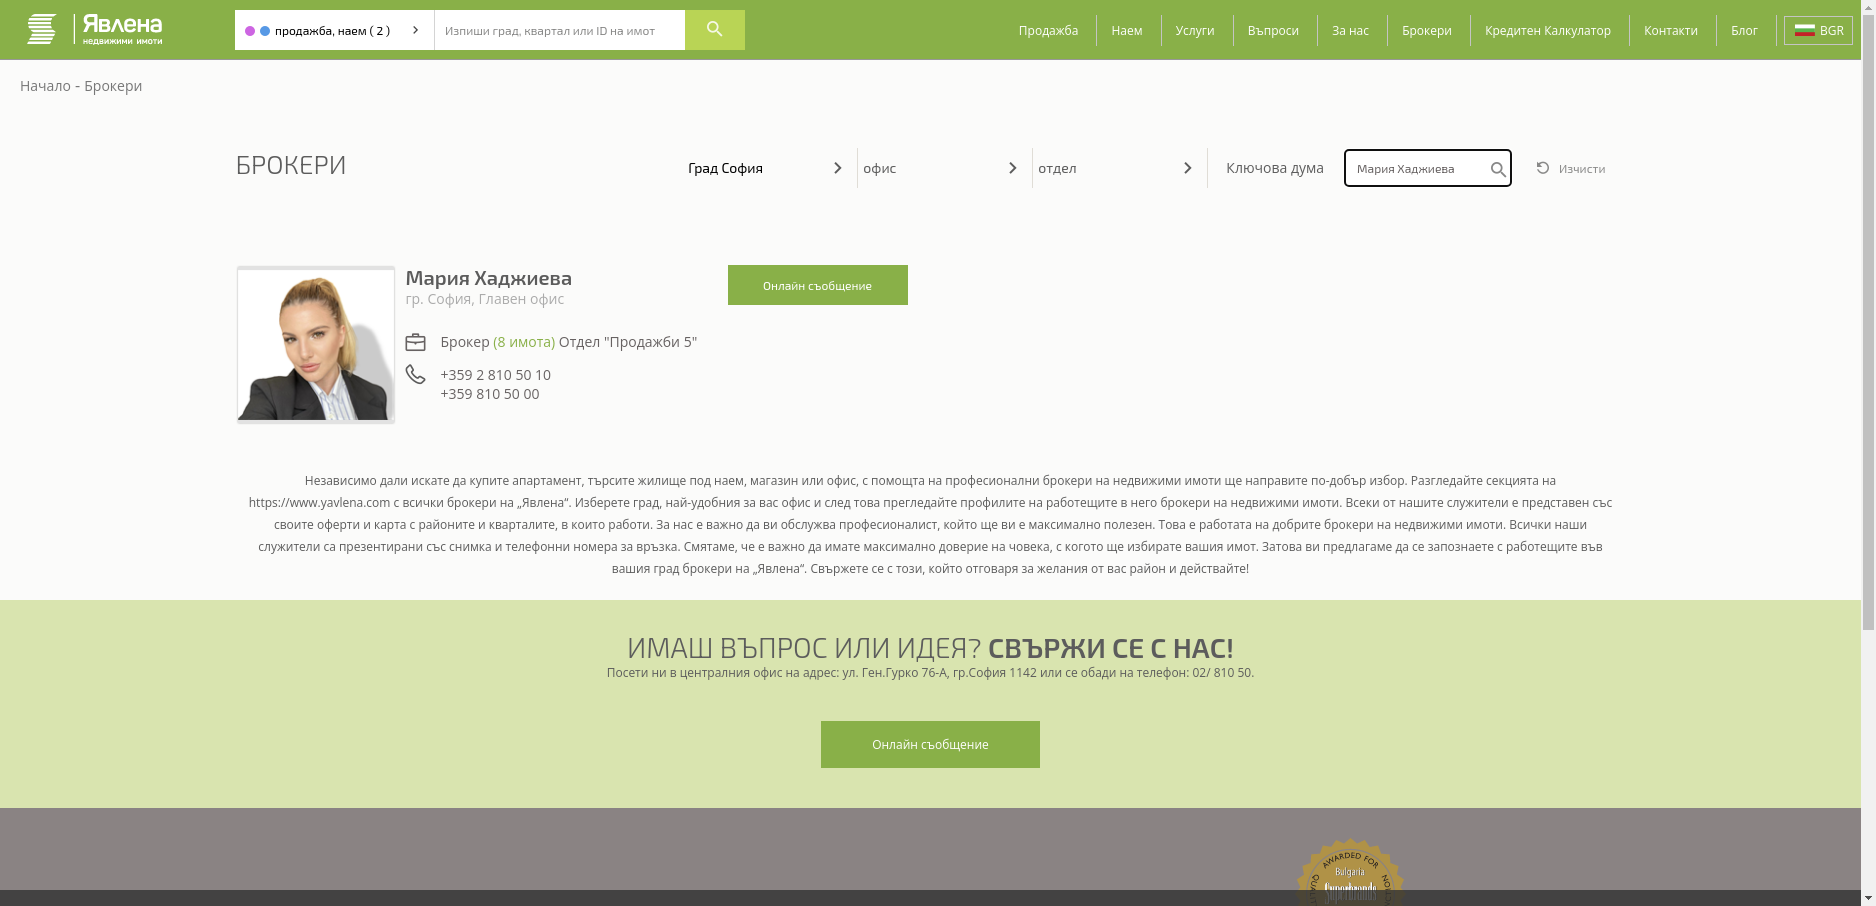 Явлена
недвижими имоти
продажба, наем ( 2 )
Изпиши град, квартал или ID на имот
Продажба
Наем
Услуги
Въпроси
За нас
Брокери
Кредитен Калкулатор
Контакти
Блог
BGR
Начало - Брокери
БРОКЕРИ
Град София
офис
отдел
Ключова дума
Мария Хаджиева
Изчисти
Мария Хаджиева
гр. София, Главен офис
Онлайн съобщение
Брокер (8 имота) Отдел "Продажби 5"
+359 2 810 50 10
+359 810 50 00
Независимо дали искате да купите апартамент, търсите жилище под наем, магазин или офис, с помощта на професионални брокери на недвижими имоти ще направите по-добър избор. Разгледайте секцията на
https://www.yavlena.com с всички брокери на „Явлена“. Изберете град, най-удобния за вас офис и след това прегледайте профилите на работещите в него брокери на недвижими имоти. Всеки от нашите служители е представен със
своите оферти и карта с районите и кварталите, в които работи. За нас е важно да ви обслужва професионалист, който ще ви е максимално полезен. Това е работата на добрите брокери на недвижими имоти. Всички наши
служители са презентирани със снимка и телефонни номера за връзка. Смятаме, че е важно да имате максимално доверие на човека, с когото ще избирате вашия имот. Затова ви предлагаме да се запознаете с работещите във
вашия град брокери на „Явлена“. Свържете се с този, който отговаря за желания от вас район и действайте!
ИМАШ ВЪПРОС ИЛИ ИДЕЯ? СВЪРЖИ СЕ С НАС!
Посети ни в централния офис на адрес: ул. Ген.Гурко 76-А, гр.София 1142 или се обади на телефон: 02/ 810 50.
Онлайн съобщение
AWARDED FOR
Bulgaria
Superbrands